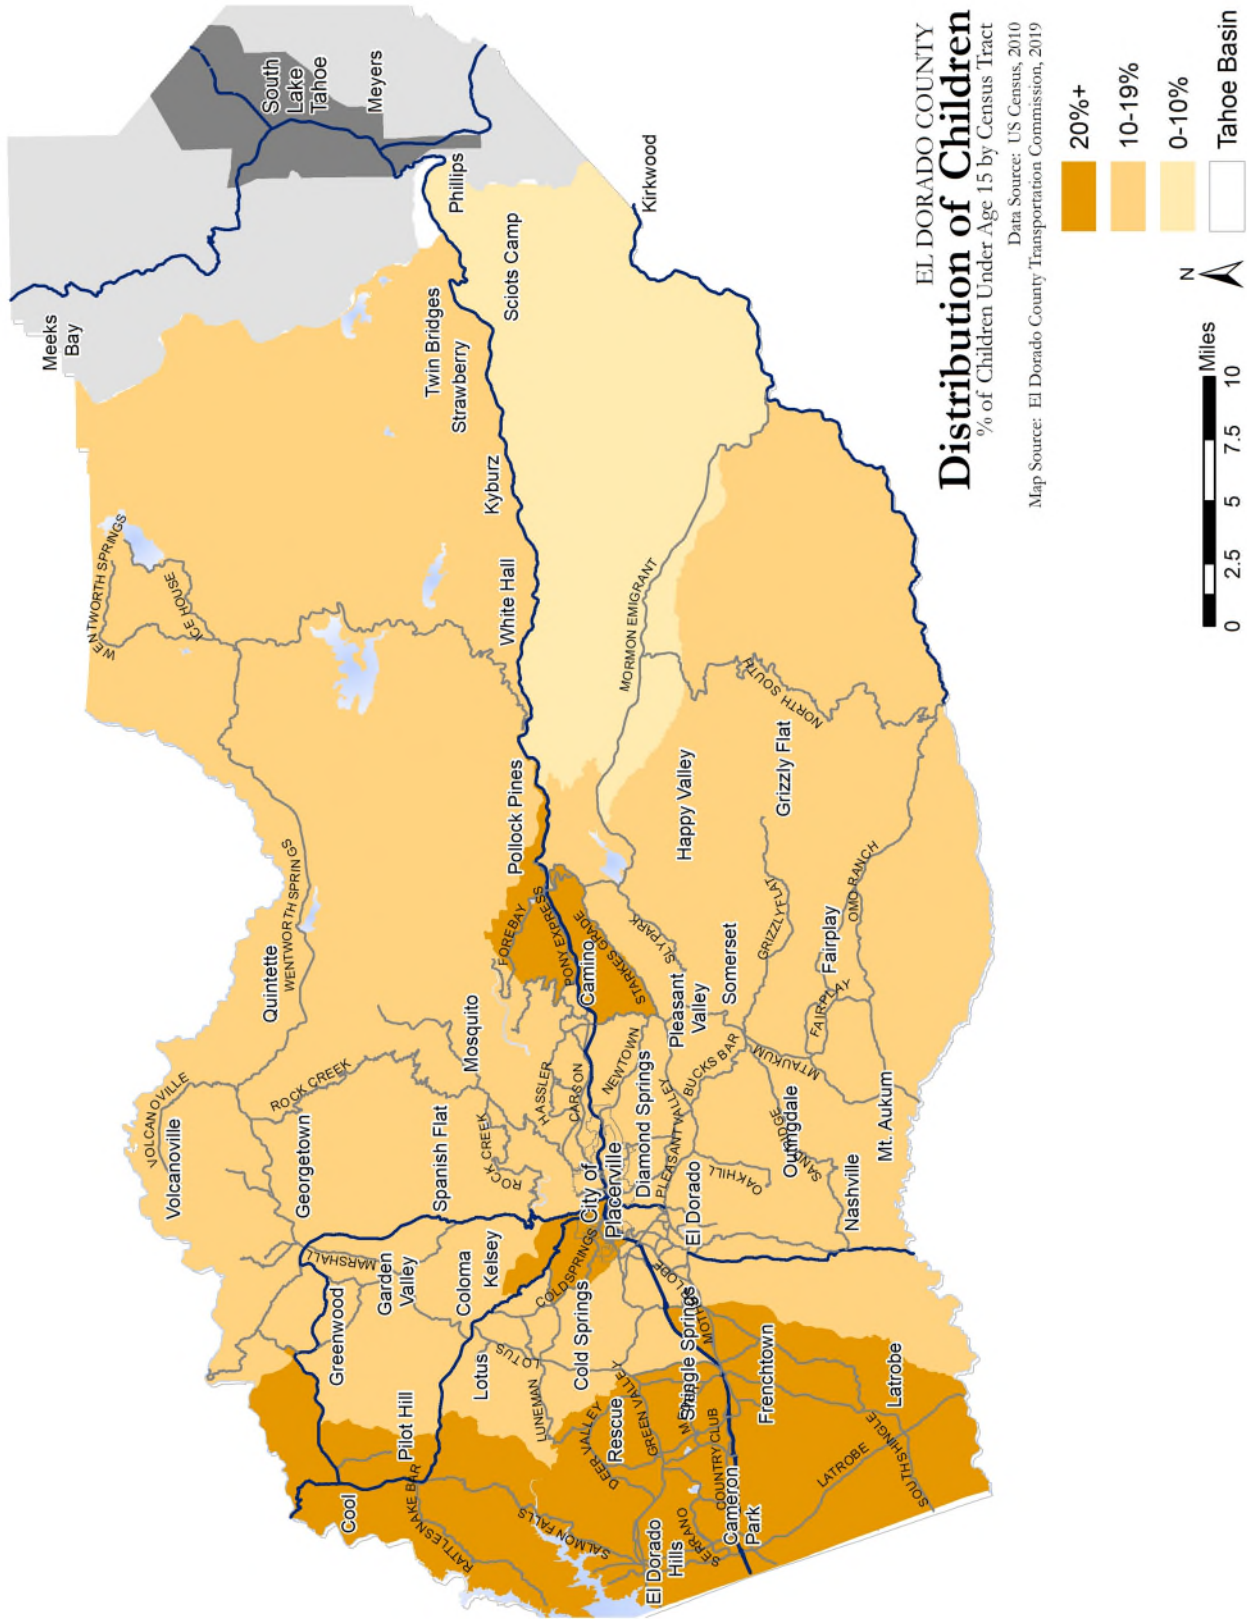 EL DORADO COUNTY
Distribution of Children
% of Children Under Age 15 by Census Tract
Data Source: US Census, 2010
Map Source: El Dorado County Transportation Commission, 2019
20%+
10-19%
0-10%
Tahoe Basin
N
Miles
0 2.5 5 7.5 10
Meeks
Bay
South
Lake
Tahoe
Meyers
Phillips
Kirkwood
Sciots Camp
Twin Bridges
Strawberry
Kyburz
White Hall
WENTWORTH SPRINGS
ICE HOUSE
MORMON EMIGRANT
NORTH SOUTH
Grizzly Flat
Happy Valley
Pollock Pines
WENTWORTH SPRINGS
Quintette
FOREBAY
PONY EXPRESS
Camino
STARKES GRADE
SLY PARK
GRIZZLYFLAT
OMO RANCH
Fairplay
FAIRPLAY
Somerset
Pleasant
Valley
Mosquito
VOLCANOVILLE
Volcanoville
ROCK CREEK
Georgetown
Spanish Flat
ROCK CREEK
ROCK
HASSLER
CARSON
NEWTOWN
Diamond Springs
PLEASANT VALLEY
BUCKS BAR
MTAUKUM
Mt. Aukum
Outingdale
SAND RIDGE
OAKHILL
Nashville
El Dorado
City of
Placerville
COLDSPRINGS
Cold Springs
MARSHALL
Garden
Valley
Greenwood
Coloma
Kelsey
Lotus
LOTUS
LUNEMAN
Pilot Hill
Cool
RATTLESNAKE BAR
RATTLESNAKE
SALMON FALLS
DEER VALLEY
Rescue
GREEN VALLEY
Shingle Springs
MOTHER LODE
Frenchtown
Latrobe
COUNTRY CLUB
Cameron
Park
LATROBE
SOUTH SHINGLE
SERRANO
El Dorado
Hills